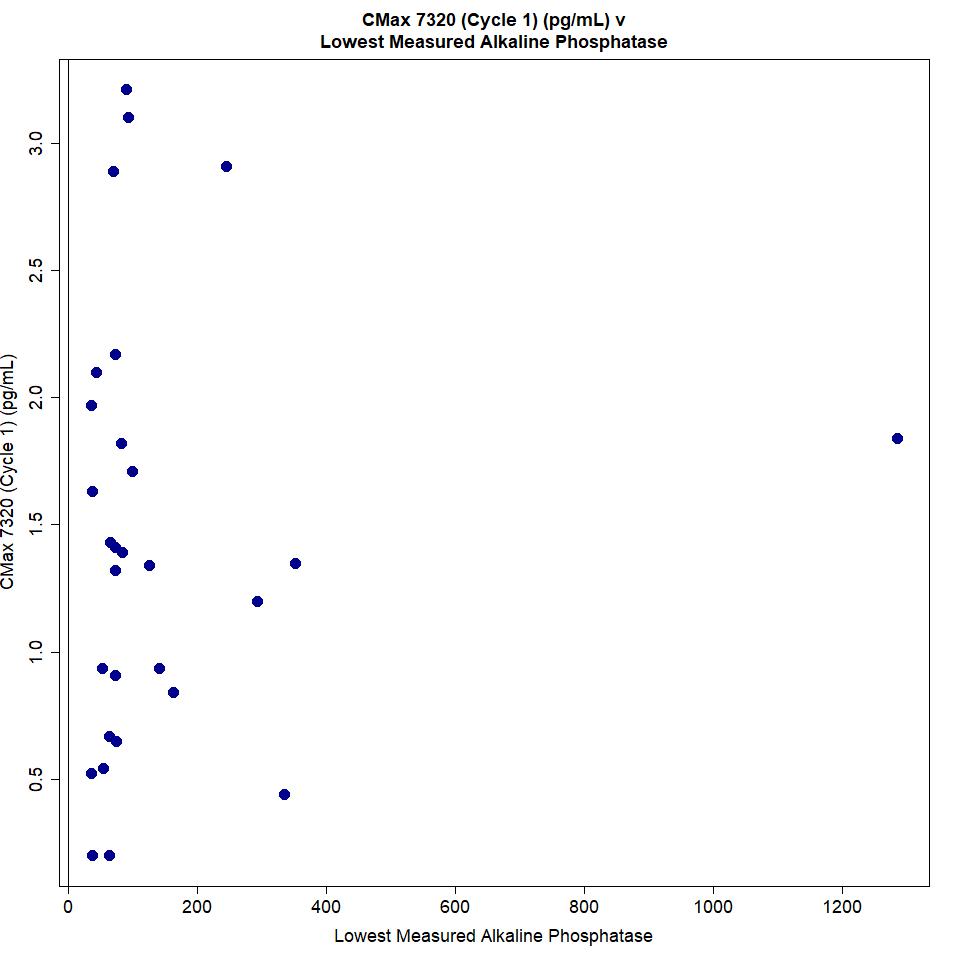 CMax 7320 (Cycle 1) (pg/mL) v
Lowest Measured Alkaline Phosphatase
CMax 7320 (Cycle 1) (pg/mL)
3.0
2.5
2.0
1.5
1.0
0.5
0 200 400 600 800 1000 1200
Lowest Measured Alkaline Phosphatase